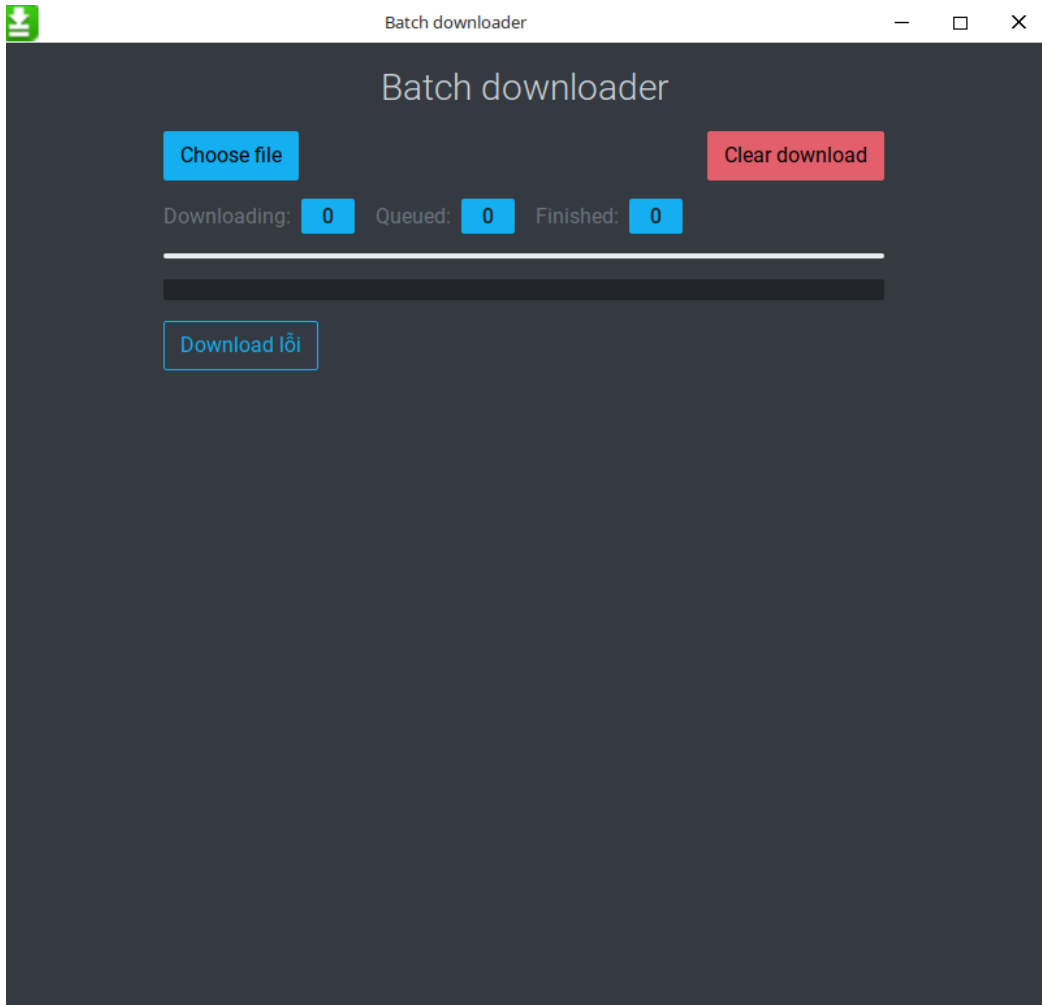 Batch downloader
Batch downloader
Choose file Clear download
Downloading: 0 Queued: 0 Finished: 0
Download lỗi